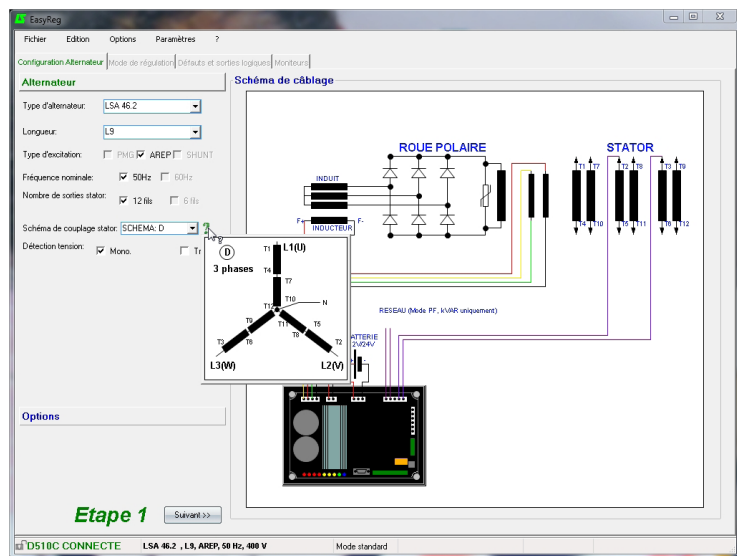 EasyReg
Fichier Edition Options Paramètres ?
Configuration Alternateur Mode de régulation Défauts et sorties logiques Moniteurs
Alternateur
Type d'alternateur: LSA 46.2
Longueur: L9
Type d'excitation: PMG AREP SHUNT
Fréquence nominale: 50Hz 60Hz
Nombre de sorties stator: 12 fils 6 fils
Schéma de couplage stator: SCHEMA: D ?
Détection tension: Mono. Tr
D
3 phases
L1(U)
T1
T4
T7
T10
T12
N
T9
T11
T5
T3
T6
T8
T2
L3(W)
L2(V)
Options
Etape 1
Suivant >>
Schéma de câblage
ROUE POLAIRE
STATOR
INDUIT
F+
F-
INDUCTEUR
T1 T7 T2 T8 T3 T9
T4 T10 T5 T11 T6 T12
RESEAU (Mode PF, kVAR uniquement)
ATTERIE
2V/24V
D510C CONNECTE LSA 46.2 , L9, AREP, 50 Hz, 400 V Mode standard